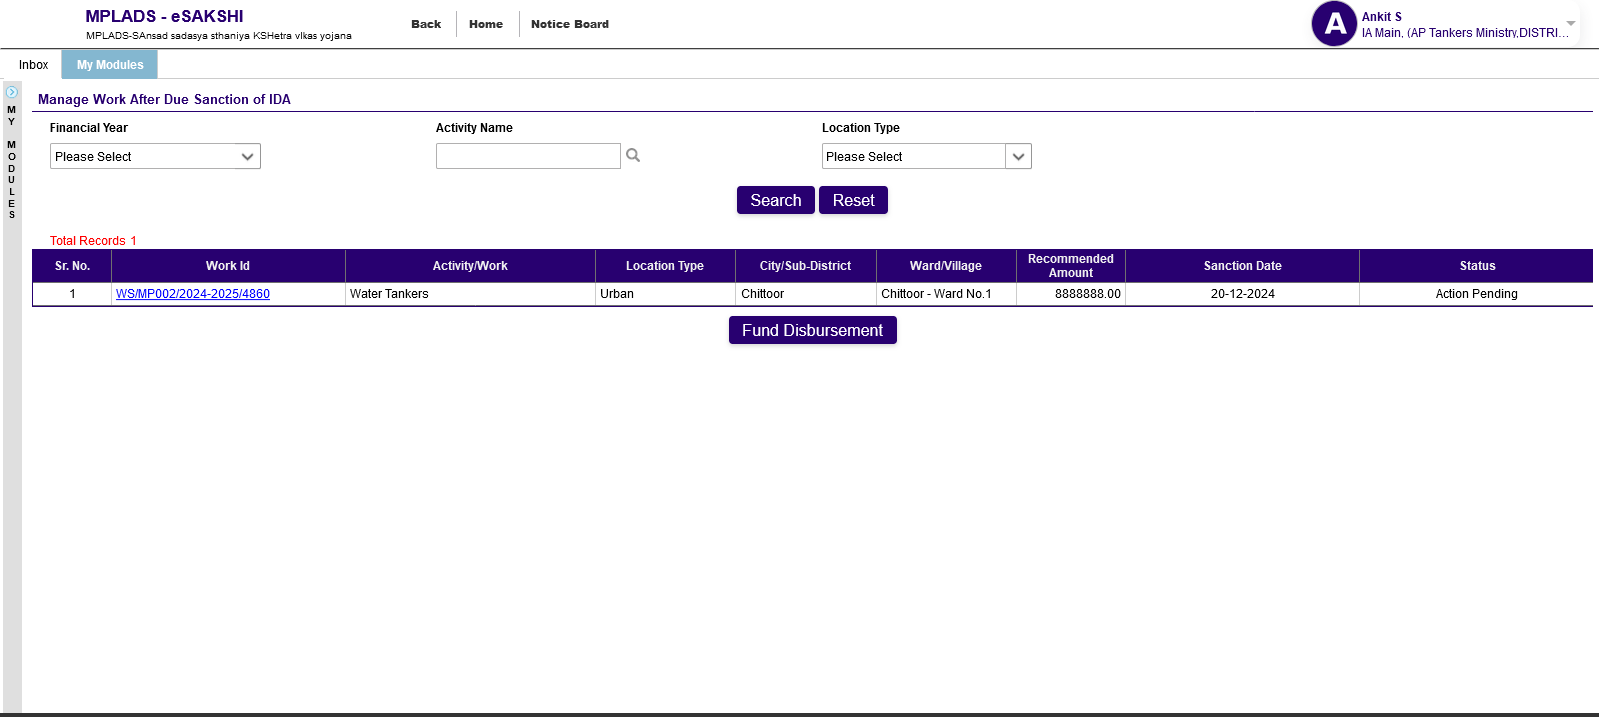 MPLADS - eSAKSHI
MPLADS-SAnsad sadasya sthaniya KSHetra vIkas yojana
Back Home Notice Board
A
Ankit S
IA Main, (AP Tankers Ministry,DISTRI...
Inbox My Modules
MY MODULES
Manage Work After Due Sanction of IDA
Financial Year Activity Name Location Type
Please Select Please Select
Search Reset
Total Records 1
Sr. No. Work Id Activity/Work Location Type City/Sub-District Ward/Village Recommended Amount Sanction Date Status
1 WS/MP002/2024-2025/4860 Water Tankers Urban Chittoor Chittoor - Ward No.1 8888888.00 20-12-2024 Action Pending
Fund Disbursement